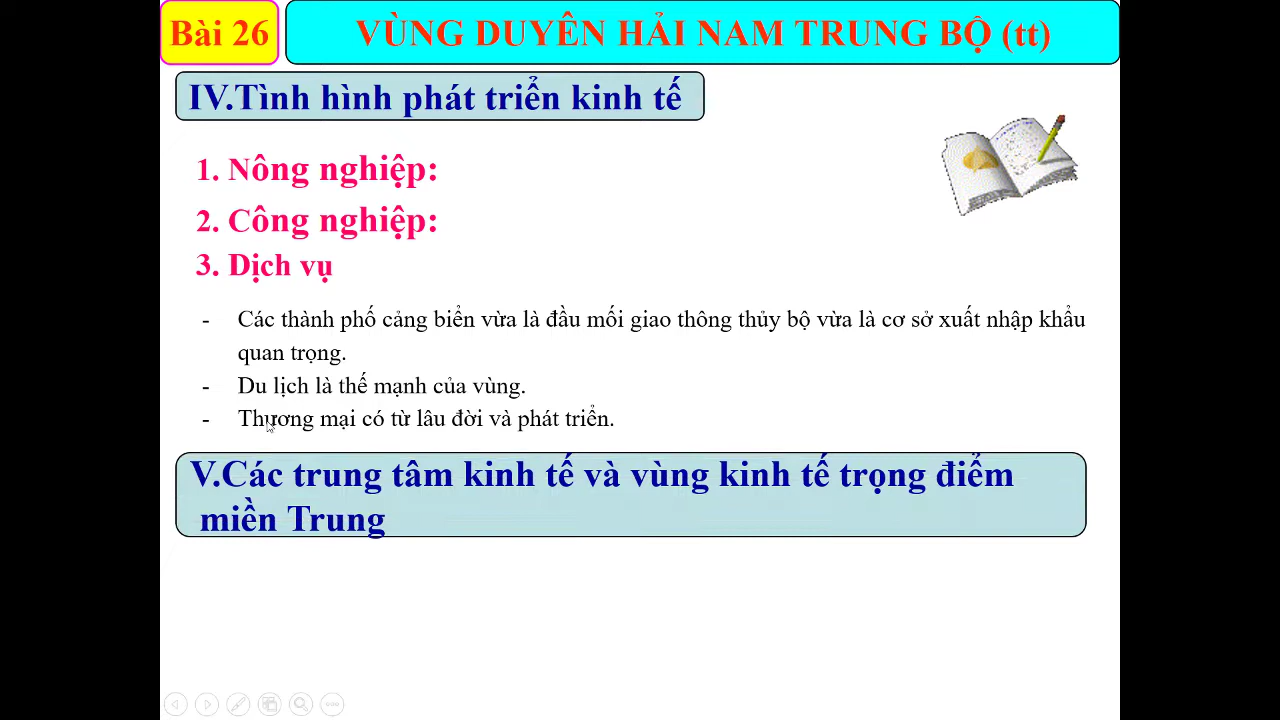 Bài 26
VÙNG DUYÊN HẢI NAM TRUNG BỘ (tt)
IV.Tình hình phát triển kinh tế
1. Nông nghiệp:
2. Công nghiệp:
3. Dịch vụ
- Các thành phố cảng biển vừa là đầu mối giao thông thủy bộ vừa là cơ sở xuất nhập khẩu
quan trọng.
- Du lịch là thế mạnh của vùng.
- Thương mại có từ lâu đời và phát triển.
V.Các trung tâm kinh tế và vùng kinh tế trọng điểm
miền Trung